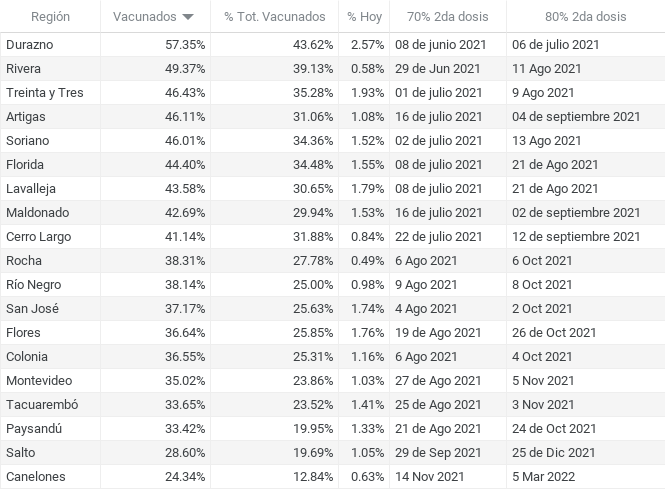 Región Vacunados % Tot. Vacunados % Hoy 70% 2da dosis 80% 2da dosis
Durazno 57.35% 43.62% 2.57% 08 de junio 2021 06 de julio 2021
Rivera 49.37% 39.13% 0.58% 29 de Jun 2021 11 Ago 2021
Treinta y Tres 46.43% 35.28% 1.93% 01 de julio 2021 9 Ago 2021
Artigas 46.11% 31.06% 1.08% 16 de julio 2021 04 de septiembre 2021
Soriano 46.01% 34.36% 1.52% 02 de julio 2021 13 Ago 2021
Florida 44.40% 34.48% 1.55% 08 de julio 2021 21 de Ago 2021
Lavalleja 43.58% 30.65% 1.79% 08 de julio 2021 21 de Ago 2021
Maldonado 42.69% 29.94% 1.53% 16 de julio 2021 02 de septiembre 2021
Cerro Largo 41.14% 31.88% 0.84% 22 de julio 2021 12 de septiembre 2021
Rocha 38.31% 27.78% 0.49% 6 Ago 2021 6 Oct 2021
Río Negro 38.14% 25.00% 0.98% 9 Ago 2021 8 Oct 2021
San José 37.17% 25.63% 1.74% 4 Ago 2021 2 Oct 2021
Flores 36.64% 25.85% 1.76% 19 de Ago 2021 26 de Oct 2021
Colonia 36.55% 25.31% 1.16% 6 Ago 2021 4 Oct 2021
Montevideo 35.02% 23.86% 1.03% 27 de Ago 2021 5 Nov 2021
Tacuarembó 33.65% 23.52% 1.41% 25 de Ago 2021 3 Nov 2021
Paysandú 33.42% 19.95% 1.33% 21 de Ago 2021 24 de Oct 2021
Salto 28.60% 19.69% 1.05% 29 de Sep 2021 25 de Dic 2021
Canelones 24.34% 12.84% 0.63% 14 Nov 2021 5 Mar 2022